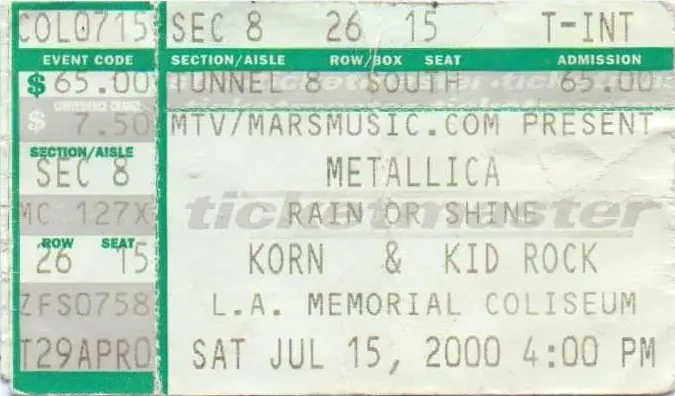 COL0715 SEC 8 26 15 T-INT
EVENT CODE SECTION/AISLE ROW/BOX SEAT ADMISSION
$ 65.00 TUNNEL 8 SOUTH 65.00
CONVENIENCE CHARGE
$ 7.50 MTV/MARSMUSIC.COM PRESENT
SECTION/AISLE
SEC 8 METALLICA
ticketmaster
MC 127X RAIN OR SHINE
ROW SEAT
26 15 KORN & KID ROCK
ZFS0758 L.A. MEMORIAL COLISEUM
T29APR0 SAT JUL 15, 2000 4:00 PM